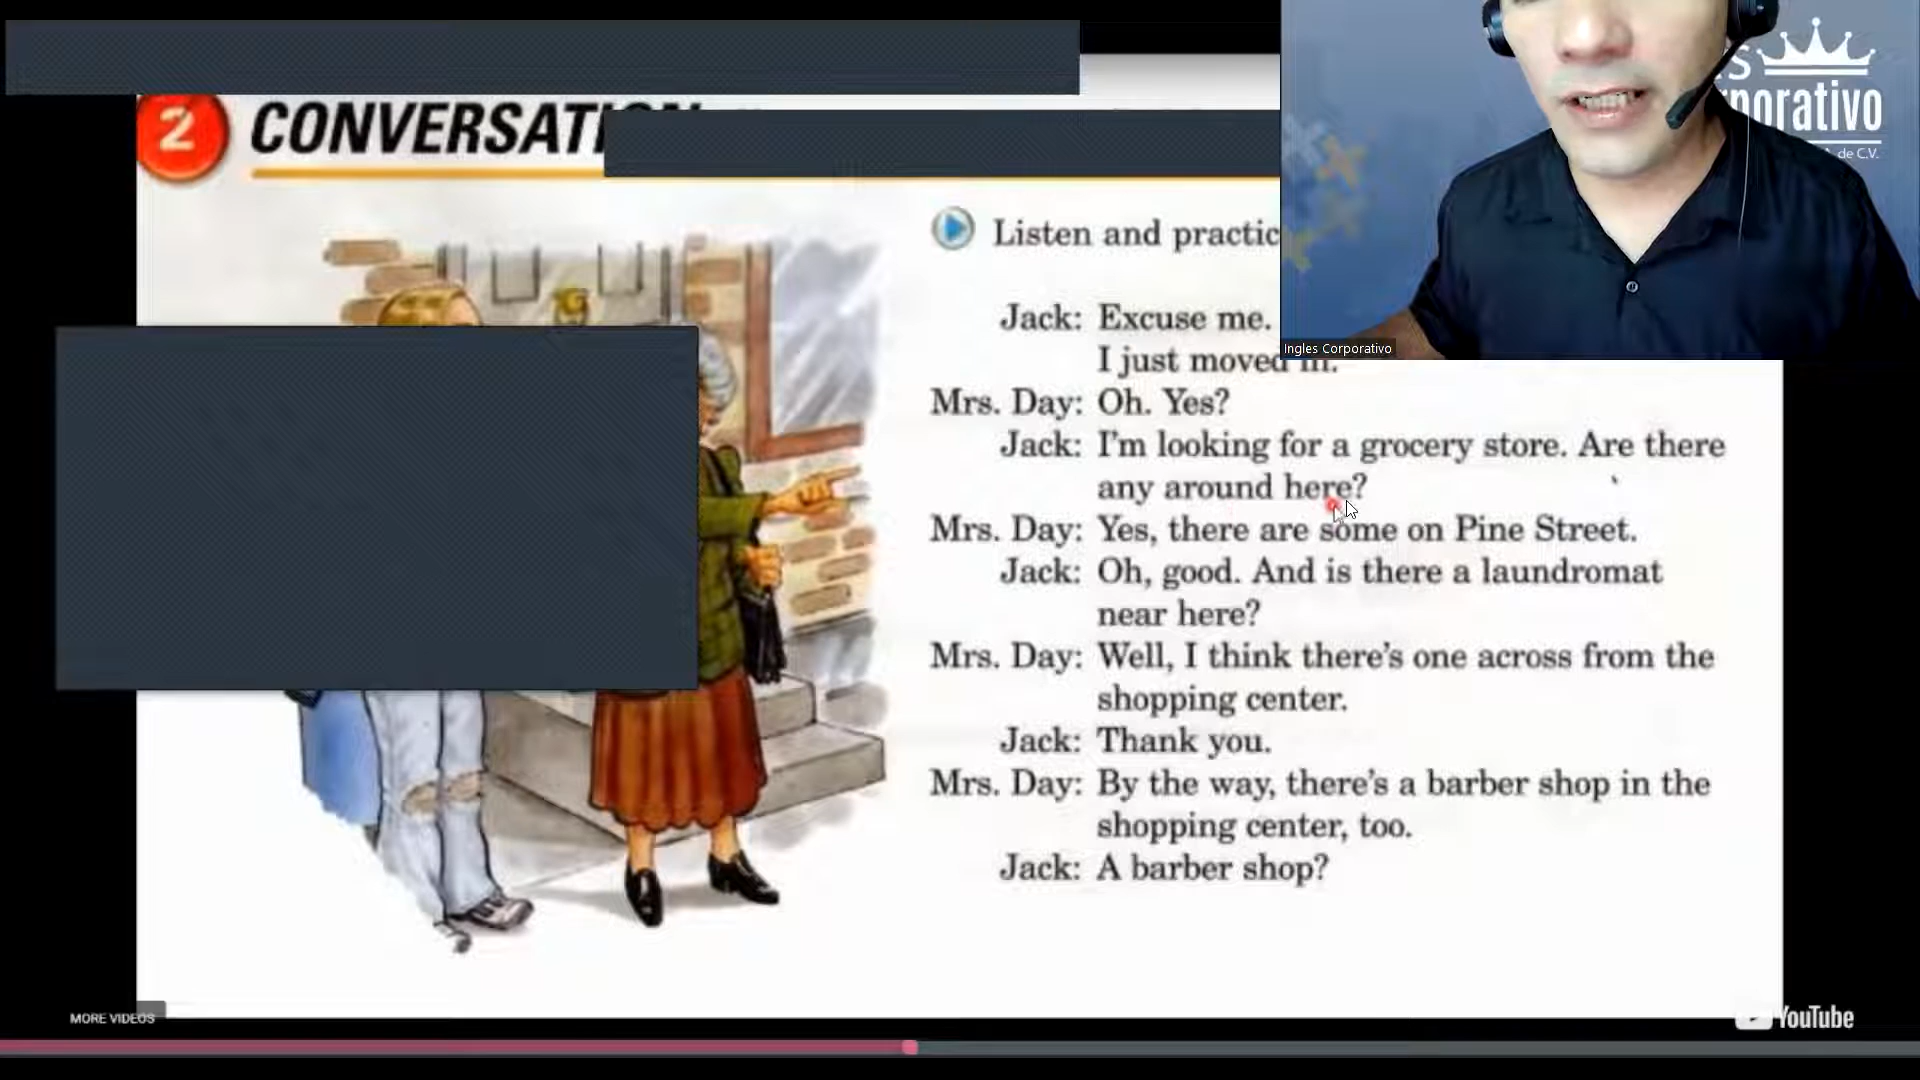 2 CONVERSATION
Listen and practic
Jack: Excuse me.
I just moved in.
Mrs. Day: Oh. Yes?
Jack: I'm looking for a grocery store. Are there
any around here?
Mrs. Day: Yes, there are some on Pine Street.
Jack: Oh, good. And is there a laundromat
near here?
Mrs. Day: Well, I think there's one across from the
shopping center.
Jack: Thank you.
Mrs. Day: By the way, there's a barber shop in the
shopping center, too.
Jack: A barber shop?
rporativo
de C.V.
Ingles Corporativo
MORE VIDEOS
YouTube